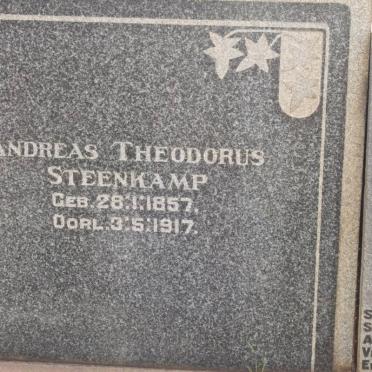 ANDREAS THEODORUS
STEENKAMP
GEB. 28.1.1857.
OORL. 3.5.1917.